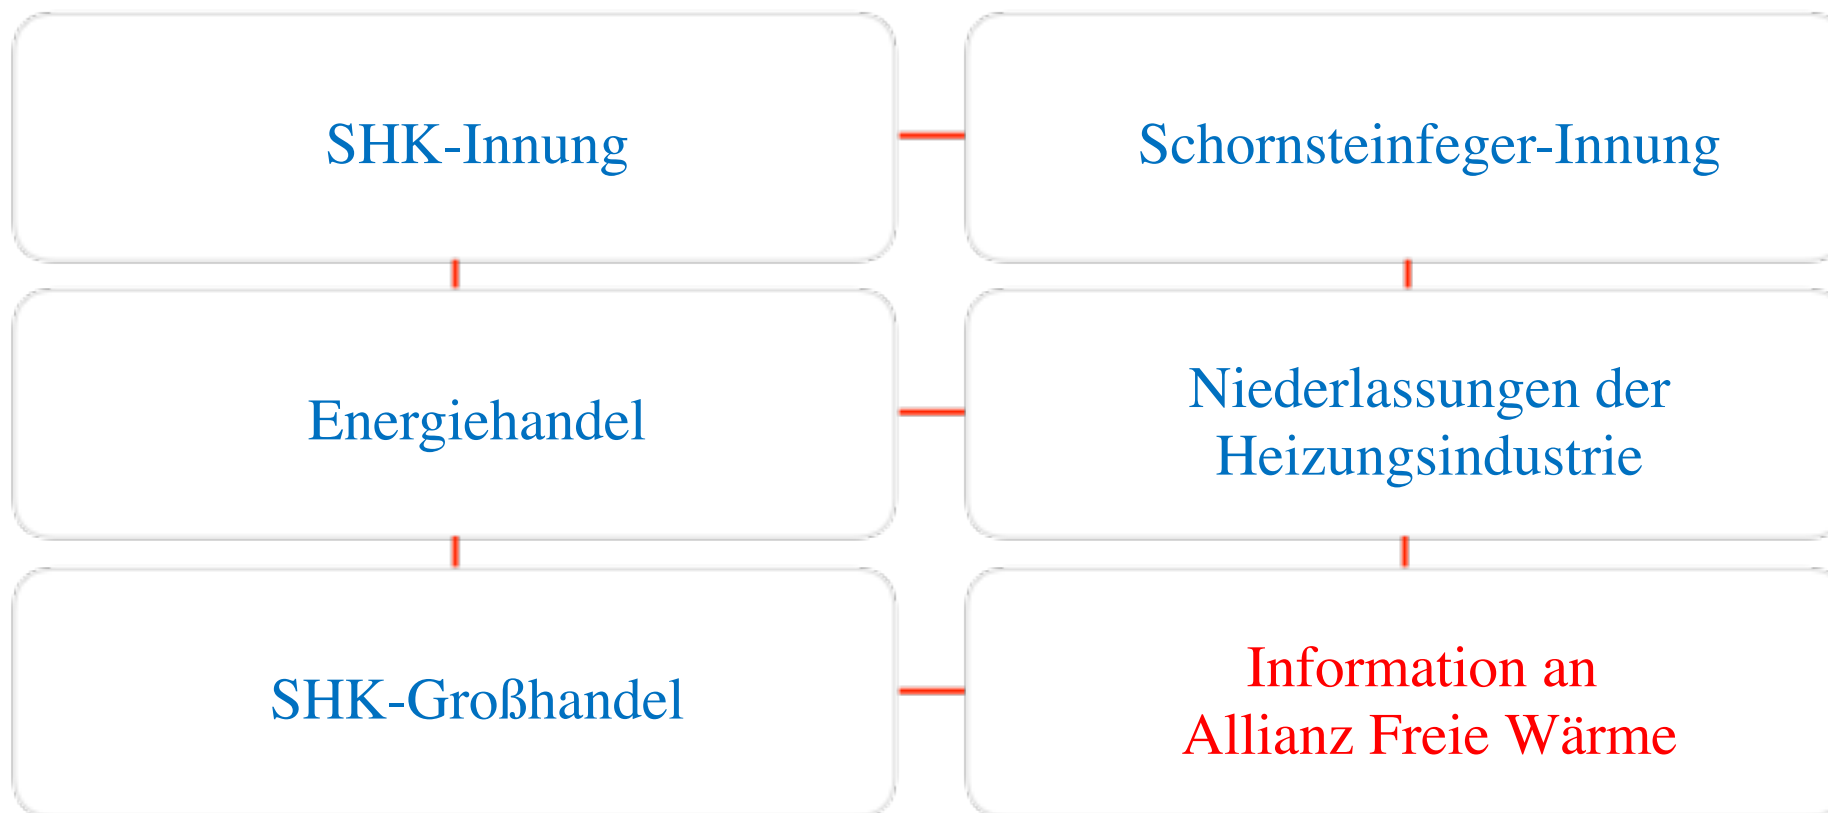 SHK-Innung
Schornsteinfeger-Innung
Energiehandel
Niederlassungen der
Heizungsindustrie
SHK-Großhandel
Information an
Allianz Freie Wärme